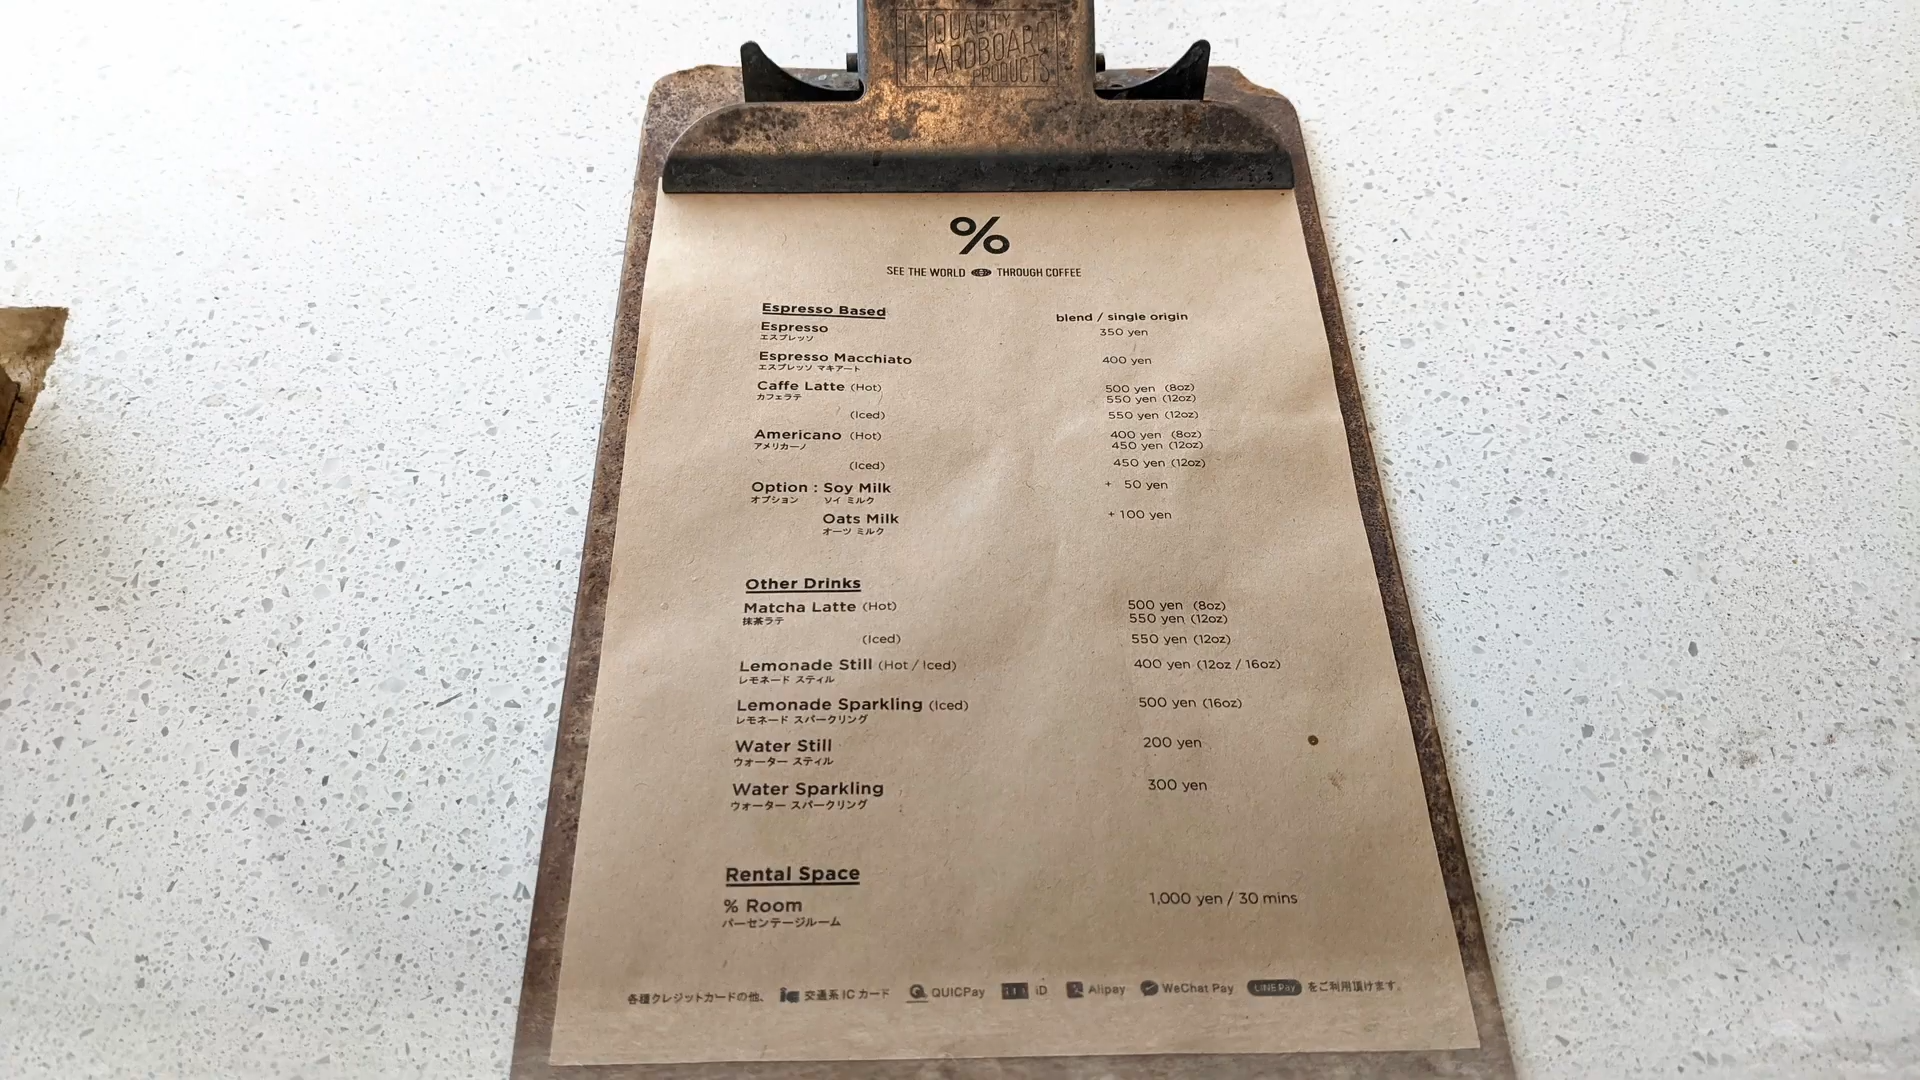 QUALITY
HARDBOARD
PRODUCTS
%
SEE THE WORLD THROUGH COFFEE
Espresso Based blend / single origin
Espresso 350 yen
エスプレッソ
Espresso Macchiato 400 yen
エスプレッソ マキアート
Caffe Latte (Hot) 500 yen (8oz)
カフェラテ 550 yen (12oz)
(Iced) 550 yen (12oz)
Americano (Hot) 400 yen (8oz)
アメリカーノ 450 yen (12oz)
(Iced) 450 yen (12oz)
Option : Soy Milk + 50 yen
オプション ソイ ミルク
Oats Milk + 100 yen
オーツ ミルク
Other Drinks
Matcha Latte (Hot) 500 yen (8oz)
抹茶ラテ 550 yen (12oz)
(Iced) 550 yen (12oz)
Lemonade Still (Hot / Iced) 400 yen (12oz / 16oz)
レモネード スティル
Lemonade Sparkling (Iced) 500 yen (16oz)
レモネード スパークリング
Water Still 200 yen
ウォーター スティル
Water Sparkling 300 yen
ウォーター スパークリング
Rental Space
% Room 1,000 yen / 30 mins
パーセンテージルーム
各種クレジットカードの他、 交通系 IC カード QUICPay iD Alipay WeChat Pay LINE Pay をご利用頂けます。